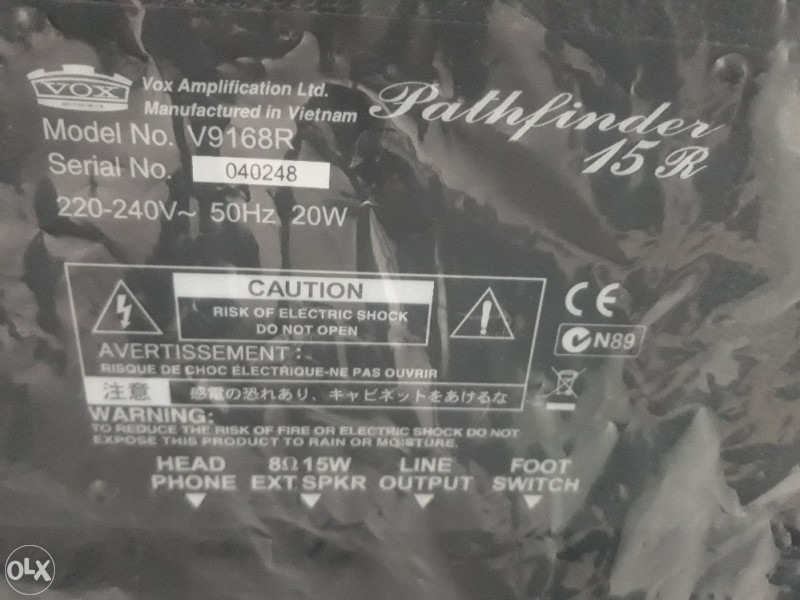 VOX
Vox Amplification Ltd.
Manufactured in Vietnam
Pathfinder
15R
Model No. V9168R
Serial No. 040248
220-240V~ 50Hz 20W
CAUTION
RISK OF ELECTRIC SHOCK
DO NOT OPEN
CE
N89
AVERTISSEMENT :
RISQUE DE CHOC ÉLECTRIQUE-NE PAS OUVRIR
注意 感電の恐れあり、キャビネットをあけるな
WARNING:
TO REDUCE THE RISK OF FIRE OR ELECTRIC SHOCK DO NOT
EXPOSE THIS PRODUCT TO RAIN OR MOISTURE.
HEAD 8Ω 15W LINE FOOT
PHONE EXT. SPKR OUTPUT SWITCH
OLX